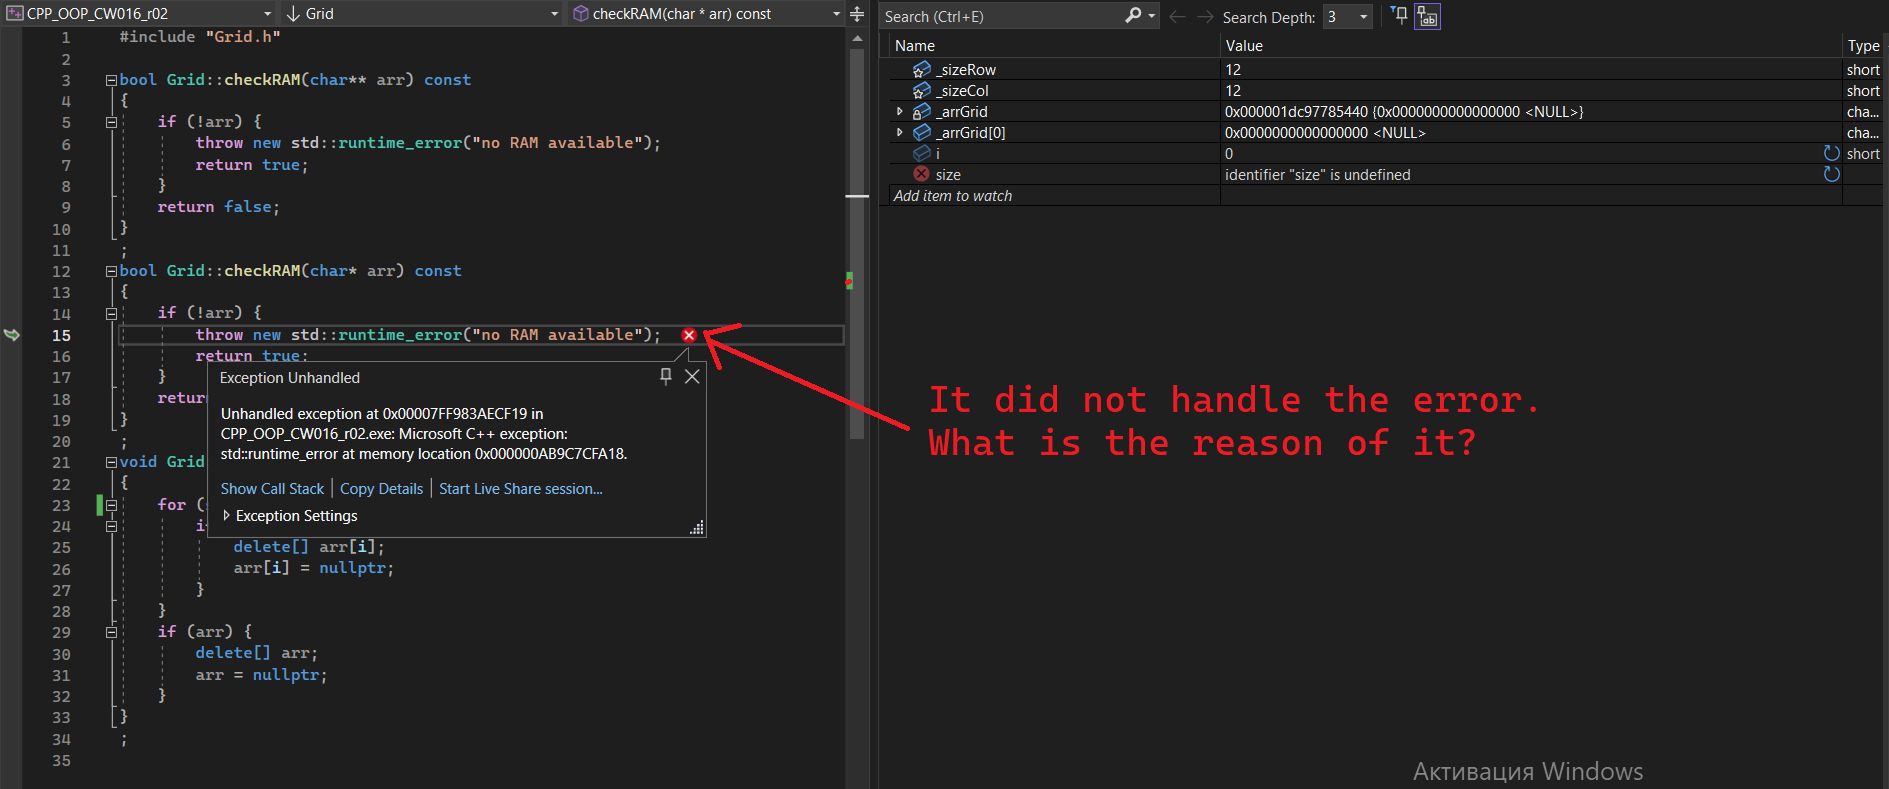 CPP_OOP_CW016_r02
Grid
checkRAM(char * arr) const
1 #include "Grid.h"
2
3 bool Grid::checkRAM(char** arr) const
4 {
5 if (!arr) {
6 throw new std::runtime_error("no RAM available");
7 return true;
8 }
9 return false;
10 }
11 ;
12 bool Grid::checkRAM(char* arr) const
13 {
14 if (!arr) {
15 throw new std::runtime_error("no RAM available");
16 return true;
17 }
18 retur
19 }
20 ;
21 void Grid
22 {
23 for (
24 i
25 delete[] arr[i];
26 arr[i] = nullptr;
27 }
28 }
29 if (arr) {
30 delete[] arr;
31 arr = nullptr;
32 }
33 }
34 ;
35
Exception Unhandled
Unhandled exception at 0x00007FF983AECF19 in
CPP_OOP_CW016_r02.exe: Microsoft C++ exception:
std::runtime_error at memory location 0x000000AB9C7CFA18.
Show Call Stack | Copy Details | Start Live Share session...
Exception Settings
Search (Ctrl+E)
Search Depth: 3
Name Value Type
_sizeRow 12 short
_sizeCol 12 short
_arrGrid 0x000001dc97785440 {0x0000000000000000 <NULL>} cha...
_arrGrid[0] 0x0000000000000000 <NULL> cha...
i 0 short
size identifier "size" is undefined
Add item to watch
It did not handle the error.
What is the reason of it?
Активация Windows